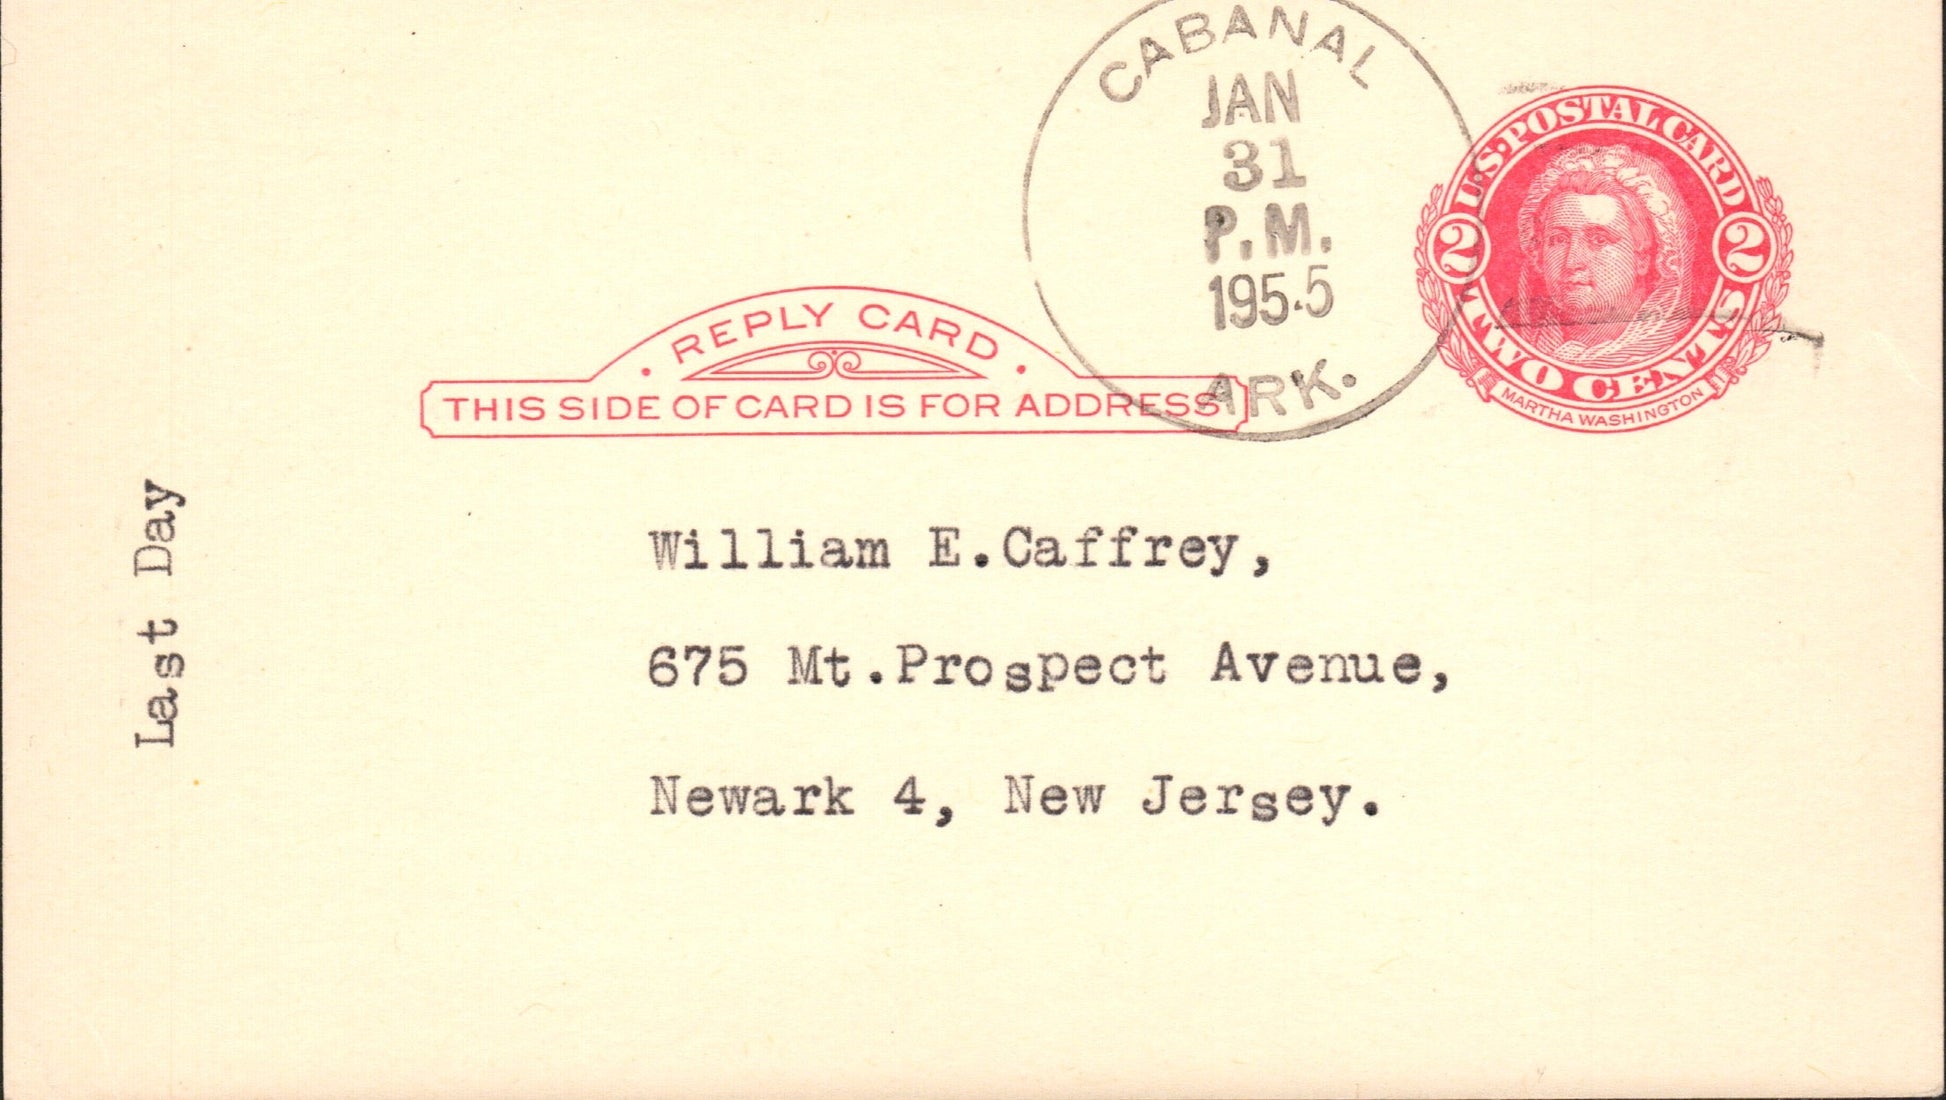 CABANAL
JAN
31
P.M.
1955
ARK.
U.S. POSTAL CARD
2 2
TWO CENTS
MARTHA WASHINGTON
· REPLY CARD ·
THIS SIDE OF CARD IS FOR ADDRESS
Last Day
William E.Caffrey,
675 Mt.Prospect Avenue,
Newark 4, New Jersey.